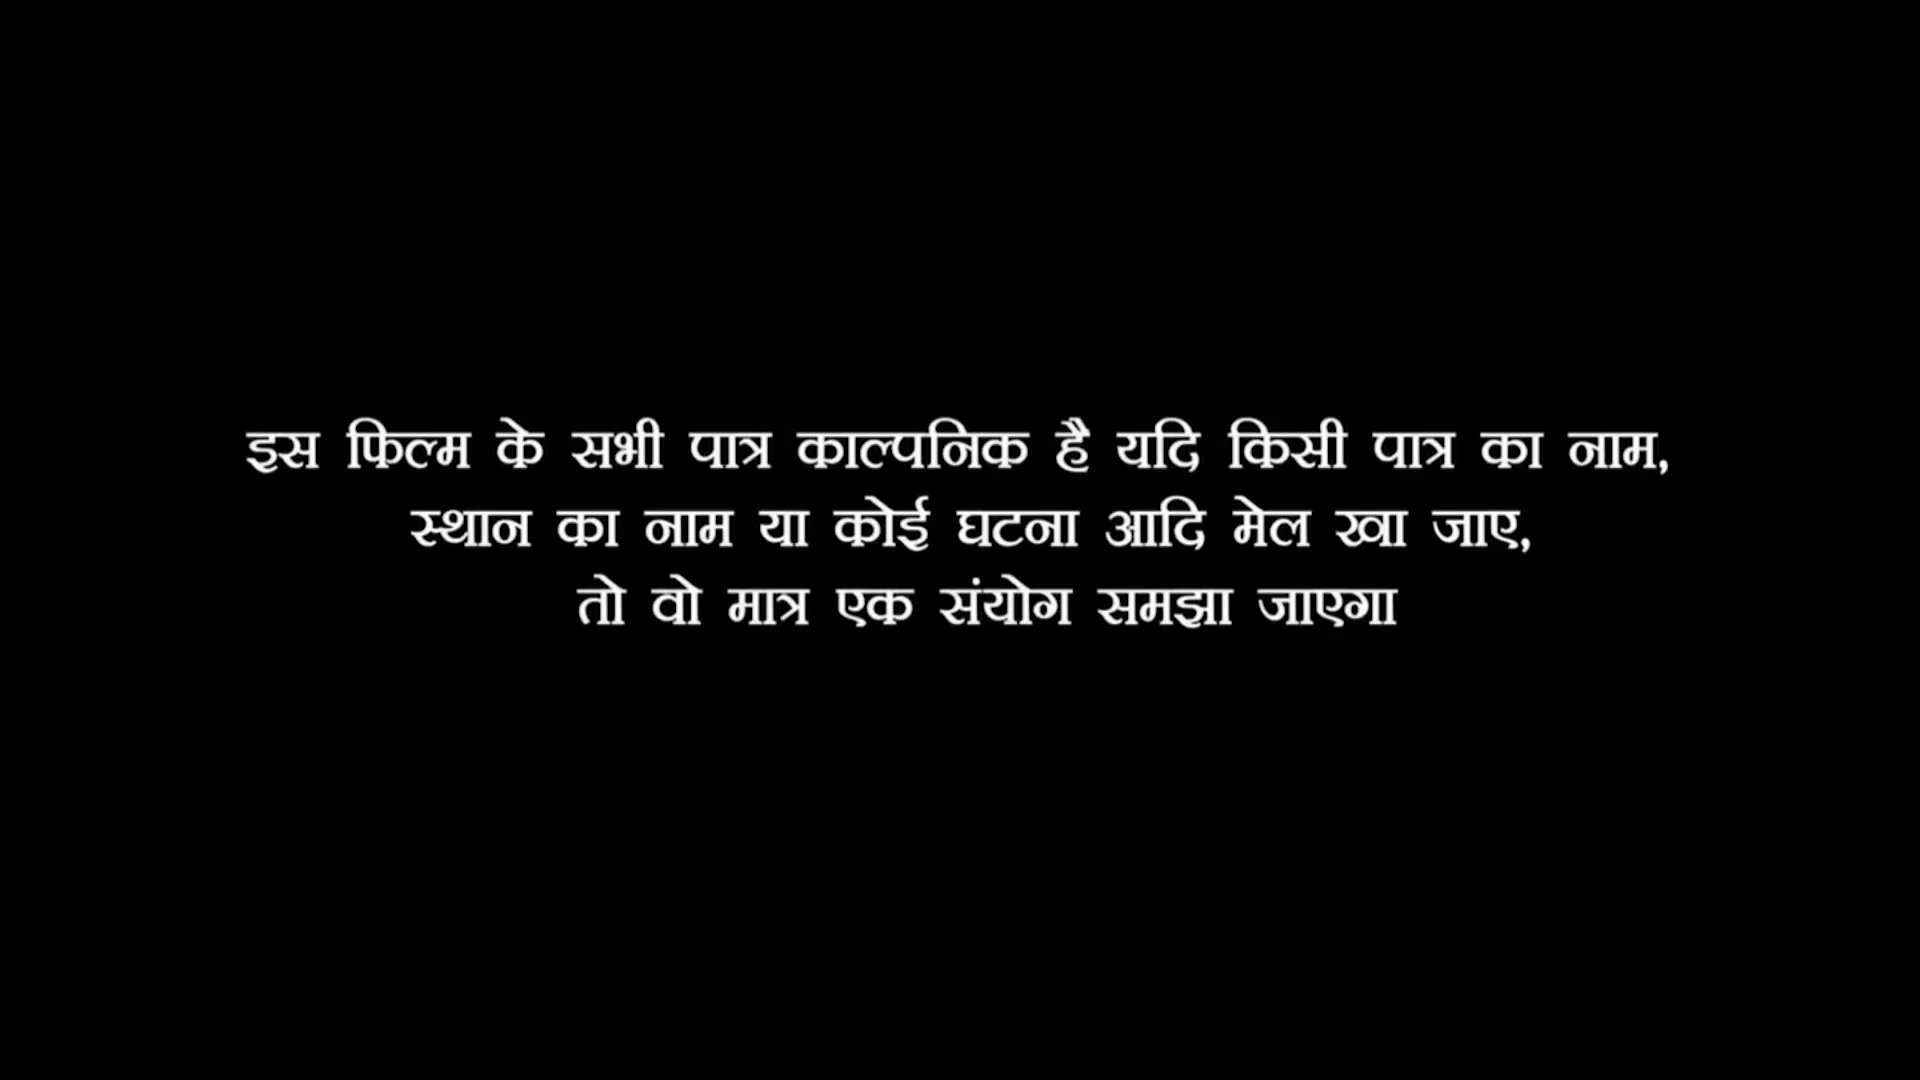 इस फिल्म के सभी पात्र काल्पनिक है यदि किसी पात्र का नाम,
स्थान का नाम या कोई घटना आदि मेल खा जाए,
तो वो मात्र एक संयोग समझा जाएगा